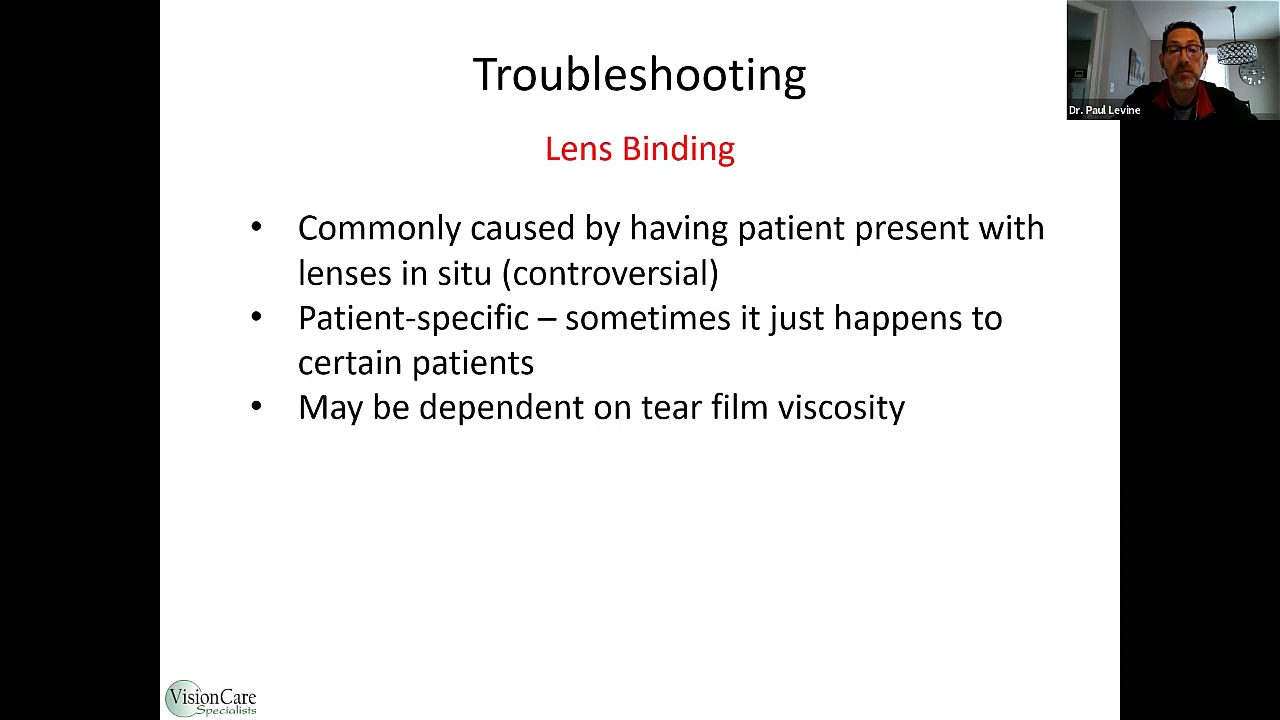 Troubleshooting
Dr. Paul Levine
Lens Binding
• Commonly caused by having patient present with
lenses in situ (controversial)
• Patient-specific – sometimes it just happens to
certain patients
• May be dependent on tear film viscosity
VisionCare
Specialists